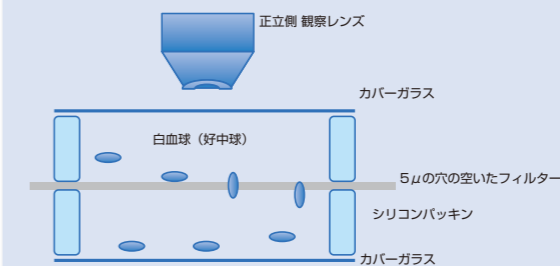 正立側 観察レンズ
カバーガラス
白血球（好中球）
5μの穴の空いたフィルター
シリコンパッキン
カバーガラス